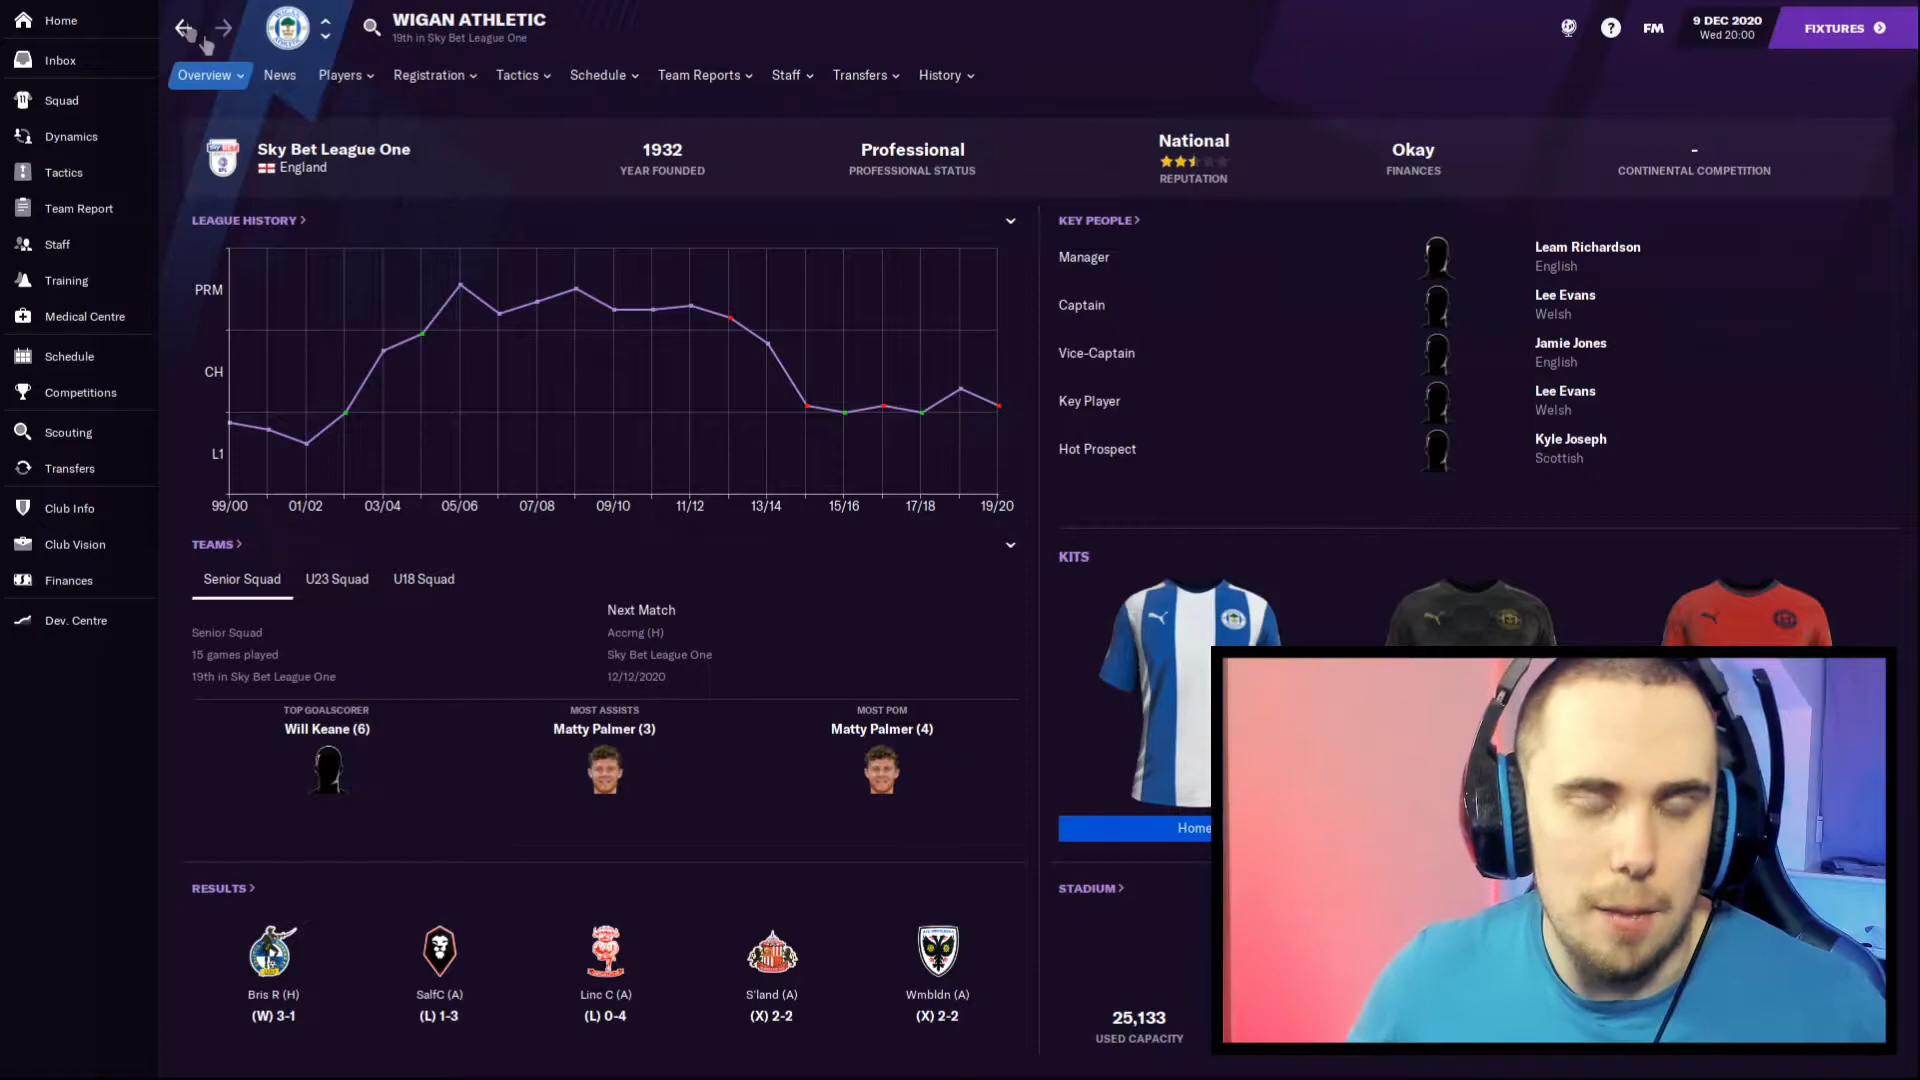 Home
Inbox
Squad
Dynamics
Tactics
Team Report
Staff
Training
Medical Centre
Schedule
Competitions
Scouting
Transfers
Club Info
Club Vision
Finances
Dev. Centre
WIGAN ATHLETIC
19th in Sky Bet League One
FM
9 DEC 2020
Wed 20:00
FIXTURES
Overview News Players Registration Tactics Schedule Team Reports Staff Transfers History
Sky Bet League One
England
1932
YEAR FOUNDED
Professional
PROFESSIONAL STATUS
National
REPUTATION
Okay
FINANCES
-
CONTINENTAL COMPETITION
LEAGUE HISTORY >
PRM
CH
L1
99/00 01/02 03/04 05/06 07/08 09/10 11/12 13/14 15/16 17/18 19/20
KEY PEOPLE >
Manager
Leam Richardson
English
Captain
Lee Evans
Welsh
Vice-Captain
Jamie Jones
English
Key Player
Lee Evans
Welsh
Hot Prospect
Kyle Joseph
Scottish
TEAMS >
Senior Squad U23 Squad U18 Squad
Senior Squad
15 games played
19th in Sky Bet League One
Next Match
Accrng (H)
Sky Bet League One
12/12/2020
TOP GOALSCORER
Will Keane (6)
MOST ASSISTS
Matty Palmer (3)
MOST POM
Matty Palmer (4)
KITS
Home
RESULTS >
Bris R (H)
(W) 3-1
SalfC (A)
(L) 1-3
Linc C (A)
(L) 0-4
S'land (A)
(X) 2-2
Wmbldn (A)
(X) 2-2
STADIUM >
25,133
USED CAPACITY